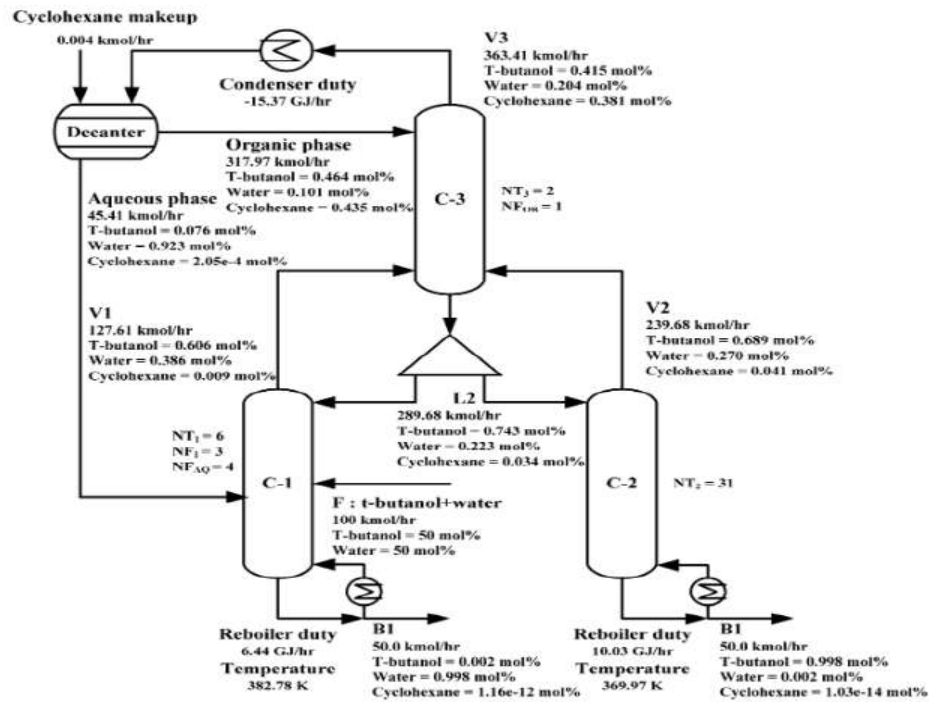 Cyclohexane makeup
0.004 kmol/hr
Condenser duty
-15.37 GJ/hr
V3
363.41 kmol/hr
T-butanol = 0.415 mol%
Water = 0.204 mol%
Cyclohexane = 0.381 mol%
Decanter
Organic phase
317.97 kmol/hr
T-butanol = 0.464 mol%
Water = 0.101 mol%
Cyclohexane = 0.435 mol%
C-3
NT3 = 2
NFOR = 1
Aqueous phase
45.41 kmol/hr
T-butanol = 0.076 mol%
Water = 0.923 mol%
Cyclohexane = 2.05e-4 mol%
V1
127.61 kmol/hr
T-butanol = 0.606 mol%
Water = 0.386 mol%
Cyclohexane = 0.009 mol%
V2
239.68 kmol/hr
T-butanol = 0.689 mol%
Water = 0.270 mol%
Cyclohexane = 0.041 mol%
L2
289.68 kmol/hr
T-butanol = 0.743 mol%
Water = 0.223 mol%
Cyclohexane = 0.034 mol%
NT1 = 6
NF1 = 3
NFAQ = 4
C-1
C-2
NT2 = 31
F : t-butanol+water
100 kmol/hr
T-butanol = 50 mol%
Water = 50 mol%
Reboiler duty
6.44 GJ/hr
Temperature
382.78 K
B1
50.0 kmol/hr
T-butanol = 0.002 mol%
Water = 0.998 mol%
Cyclohexane = 1.16e-12 mol%
Reboiler duty
10.03 GJ/hr
Temperature
369.97 K
B1
50.0 kmol/hr
T-butanol = 0.998 mol%
Water = 0.002 mol%
Cyclohexane = 1.03e-14 mol%